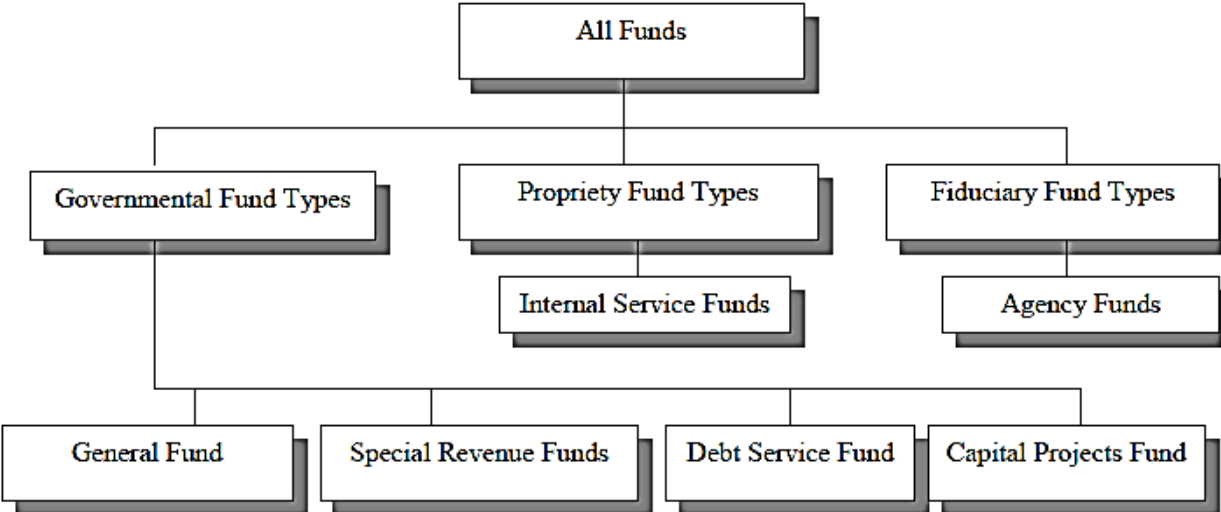 All Funds
Governmental Fund Types
Propriety Fund Types
Fiduciary Fund Types
Internal Service Funds
Agency Funds
General Fund
Special Revenue Funds
Debt Service Fund
Capital Projects Fund